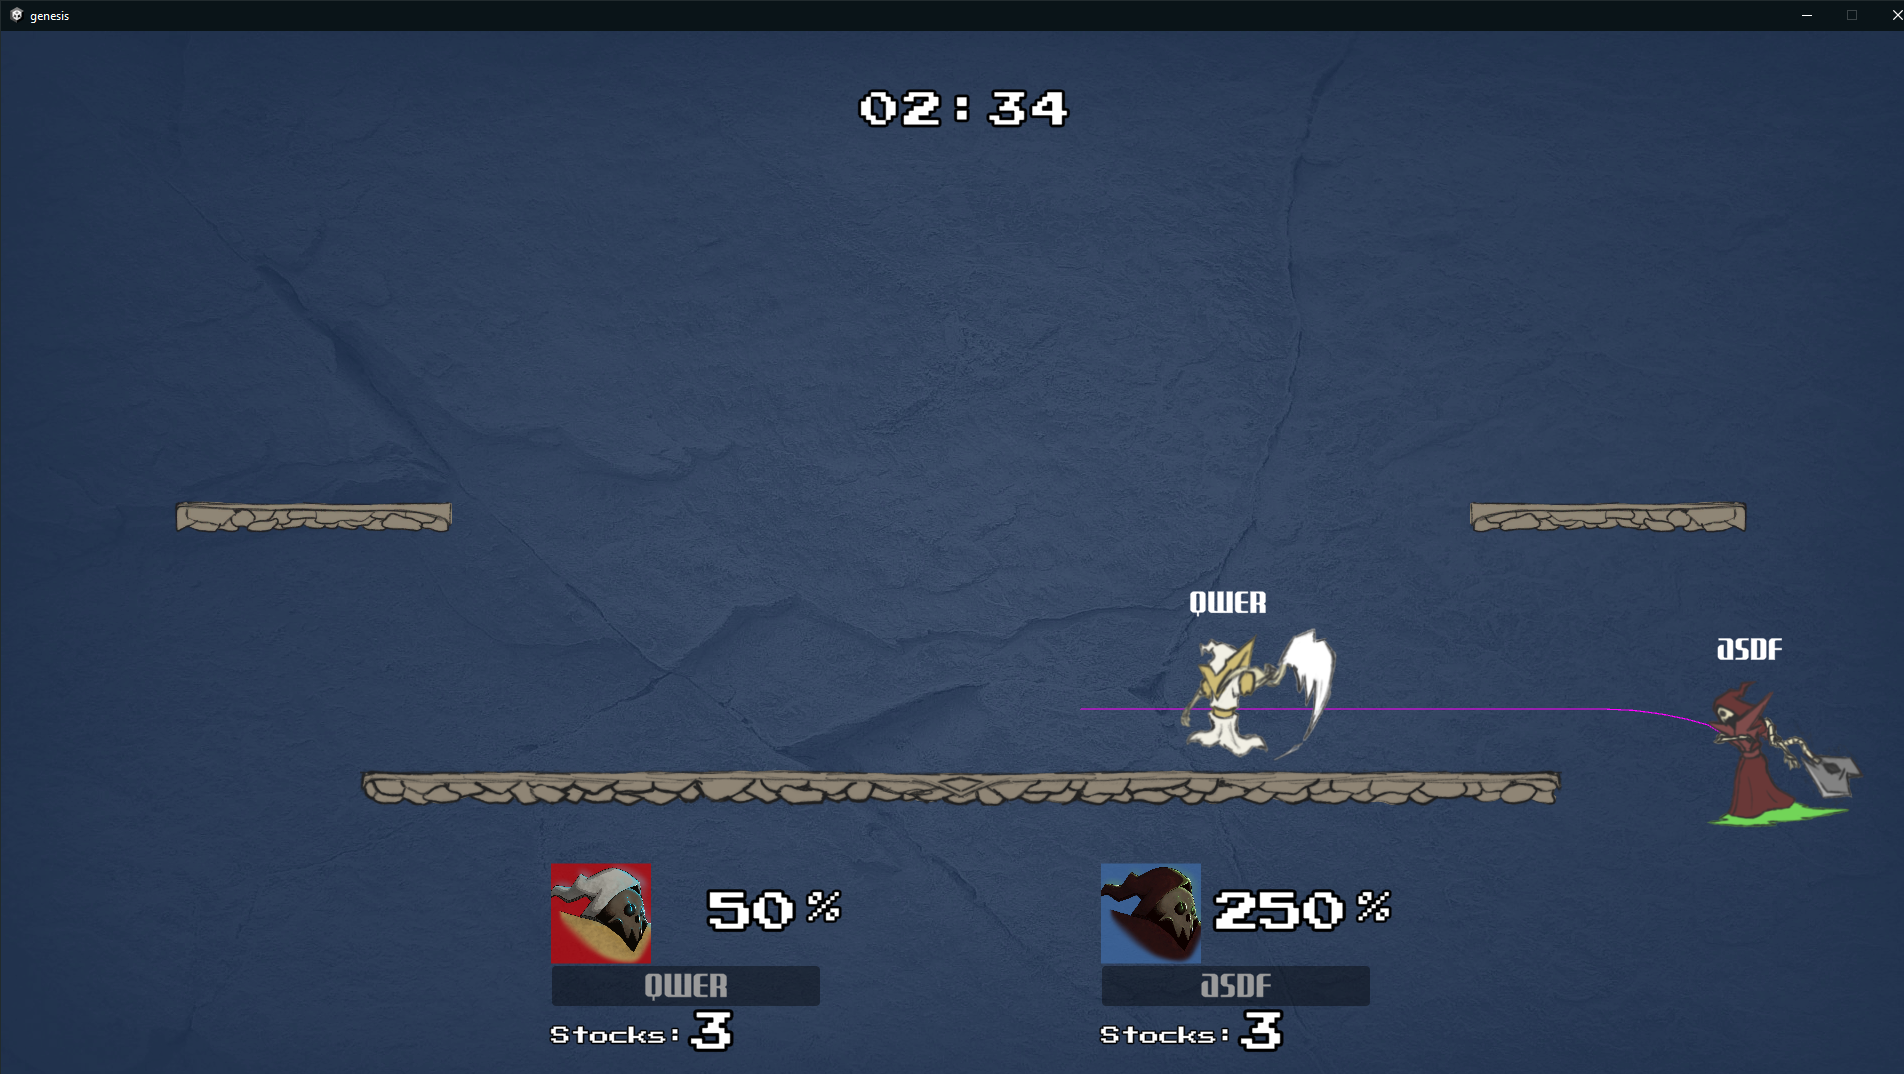 genesis
02:34
QWER
ASDF
50%
250%
QWER
ASDF
Stocks: 3
Stocks: 3